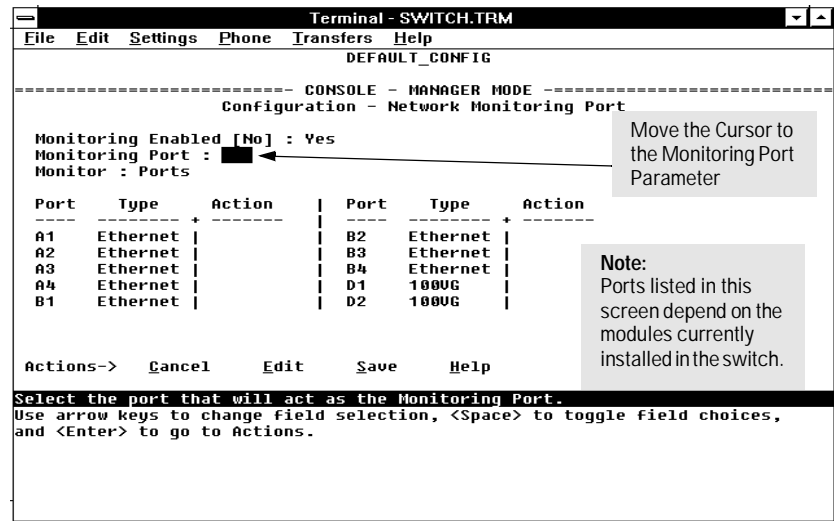 Terminal - SWITCH.TRM
File Edit Settings Phone Transfers Help
DEFAULT_CONFIG
==========================- CONSOLE - MANAGER MODE -===========================
Configuration - Network Monitoring Port
Monitoring Enabled [No] : Yes
Monitoring Port :
Monitor : Ports
Move the Cursor to
the Monitoring Port
Parameter
Port Type Action | Port Type Action
---- -------- + ------- | ---- -------- + -------
A1 Ethernet | | B2 Ethernet |
A2 Ethernet | | B3 Ethernet |
A3 Ethernet | | B4 Ethernet |
A4 Ethernet | | D1 100VG |
B1 Ethernet | | D2 100VG |
Note:
Ports listed in this
screen depend on the
modules currently
installed in the switch.
Actions-> Cancel Edit Save Help
Select the port that will act as the Monitoring Port.
Use arrow keys to change field selection, <Space> to toggle field choices,
and <Enter> to go to Actions.